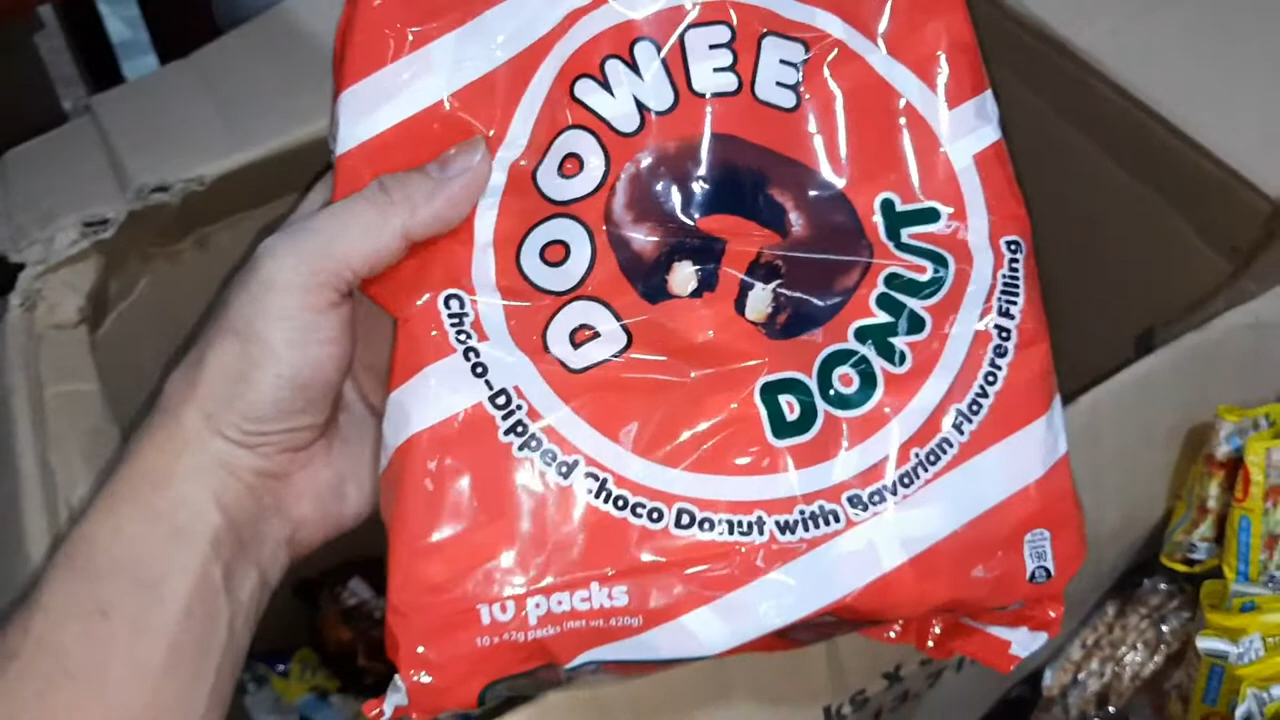 DOOWEE
DONUT
Choco-Dipped Choco Donut with Bavarian Flavored Filling
10 packs
10 x 42g packs (net wt. 420g)
190